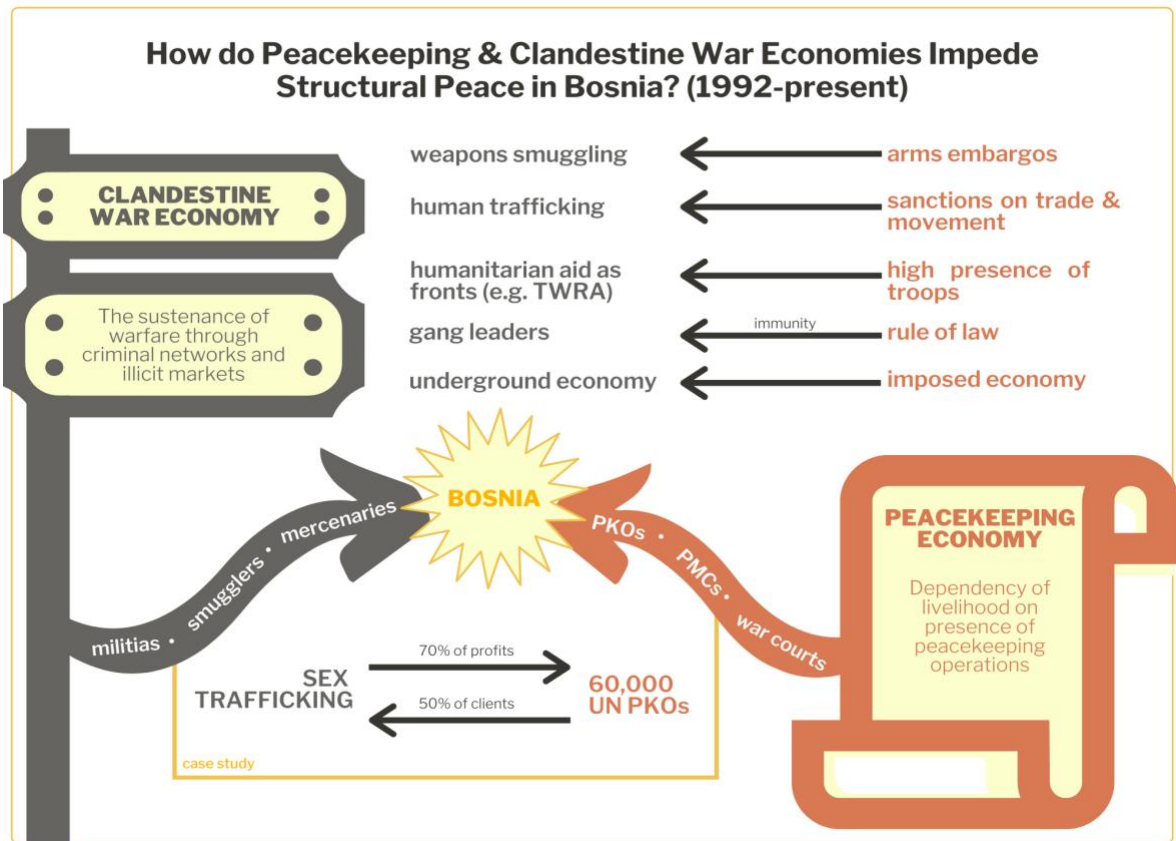 How do Peacekeeping & Clandestine War Economies Impede
Structural Peace in Bosnia? (1992-present)
CLANDESTINE
WAR ECONOMY
The sustenance of
warfare through
criminal networks and
illicit markets
weapons smuggling
arms embargos
human trafficking
sanctions on trade &
movement
humanitarian aid as
fronts (e.g. TWRA)
high presence of
troops
gang leaders
immunity
rule of law
underground economy
imposed economy
militias • smugglers • mercenaries
BOSNIA
PKOs • PMCs • war courts
PEACEKEEPING
ECONOMY
Dependency of
livelihood on
presence of
peacekeeping
operations
SEX
TRAFFICKING
70% of profits
50% of clients
60,000
UN PKOs
case study